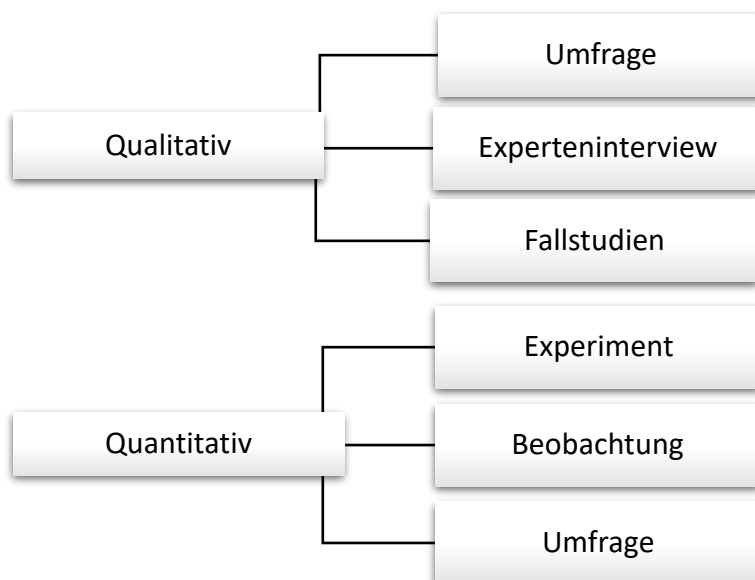 Umfrage
Qualitativ
Experteninterview
Fallstudien
Experiment
Quantitativ
Beobachtung
Umfrage